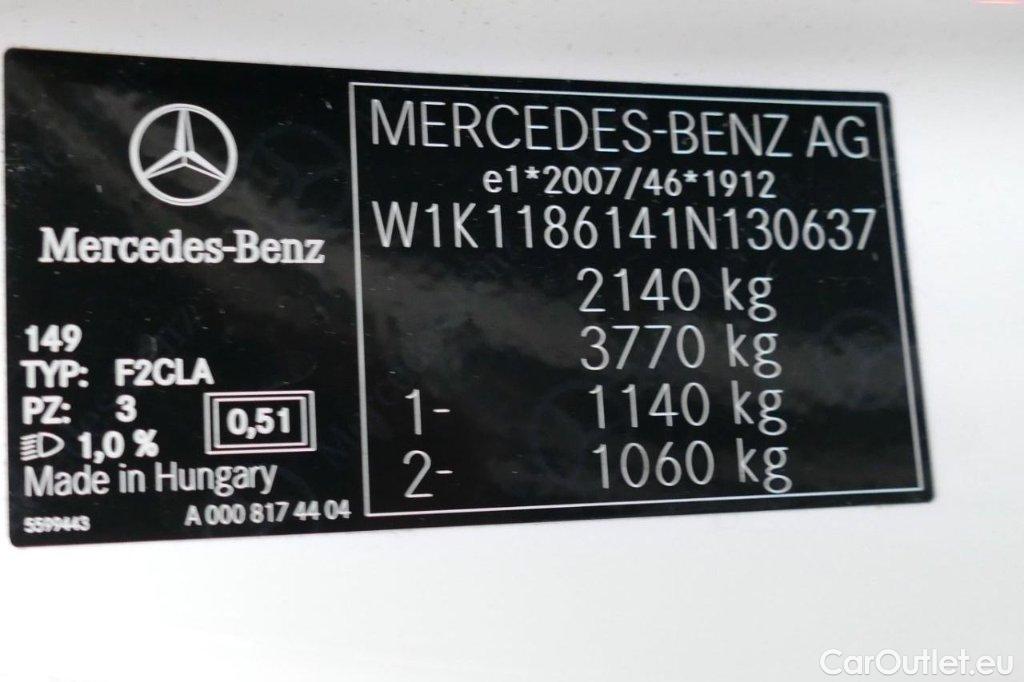 Mercedes-Benz
149
TYP: F2CLA
PZ: 3
0,51
1,0 %
Made in Hungary
5599443
A 000 817 44 04
MERCEDES-BENZ AG
e1*2007/46*1912
W1K1186141N130637
2140 kg
3770 kg
1- 1140 kg
2- 1060 kg
CarOutlet.eu